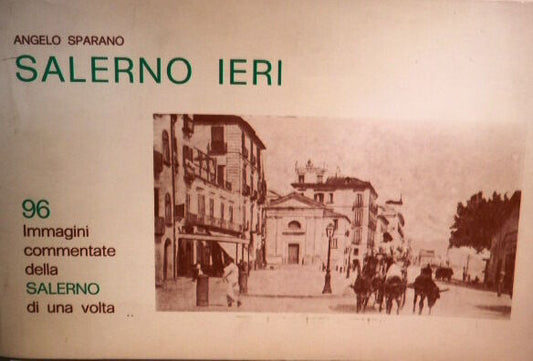 ANGELO SPARANO
SALERNO IERI
96
Immagini
commentate
della
SALERNO
di una volta